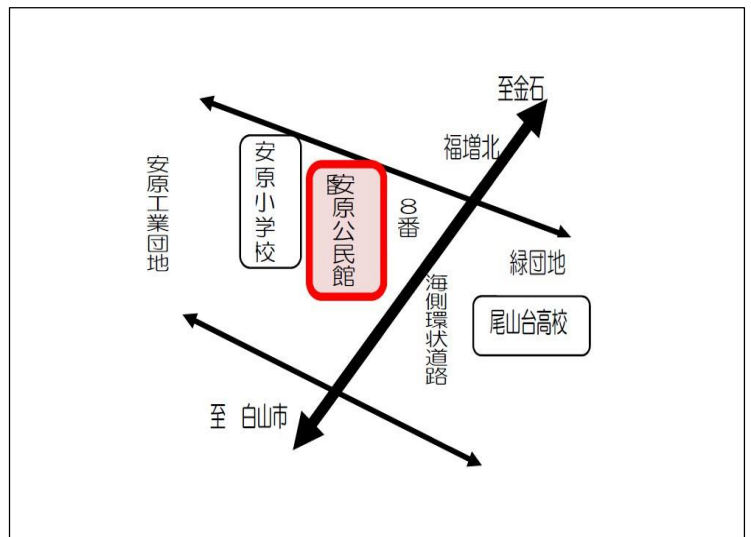 至金石
福増北
安原小学校
安原公民館
8番
安原工業団地
緑団地
海側環状道路
尾山台高校
至 白山市